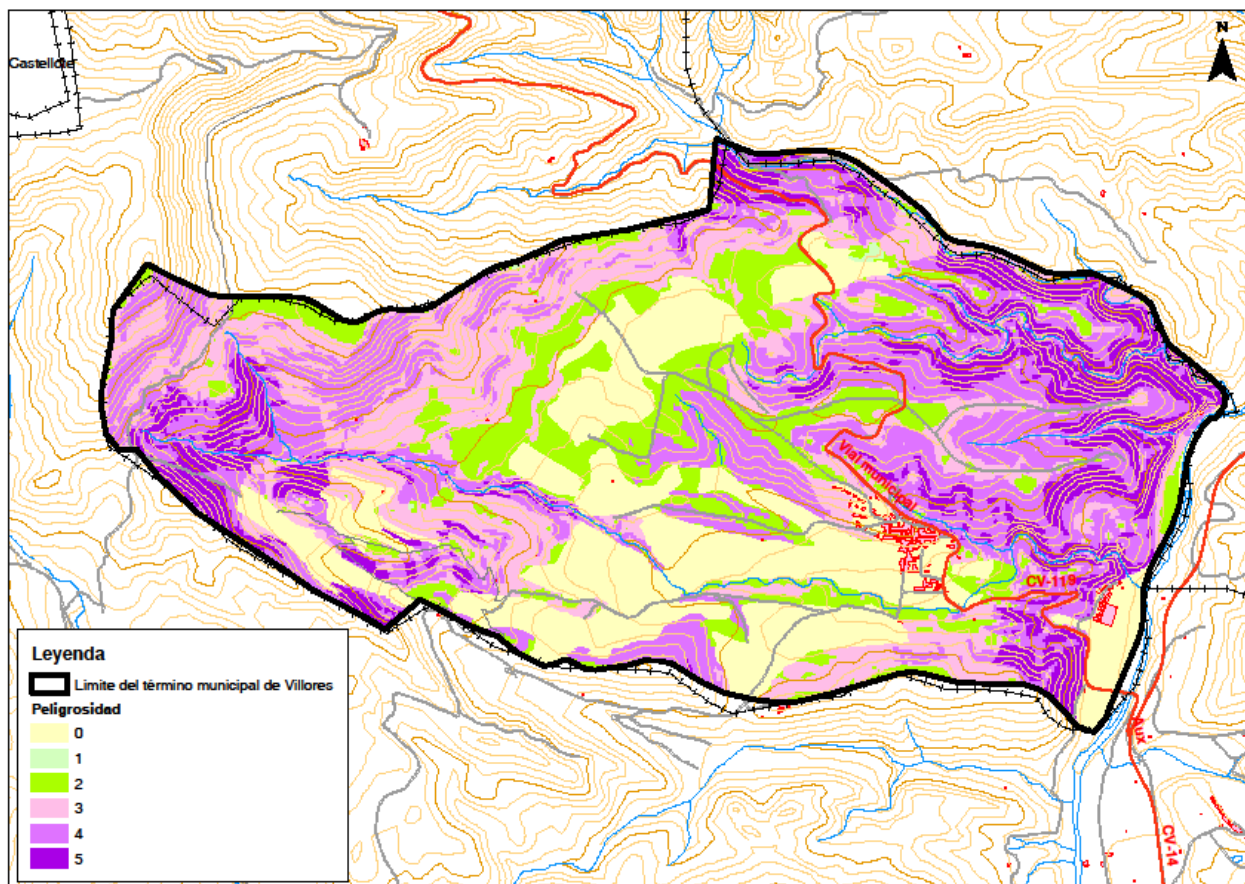 N
Castellote
Vial municipal
CV-119
Aux
CV-14
Leyenda
Limite del término municipal de Villores
Peligrosidad
0
1
2
3
4
5